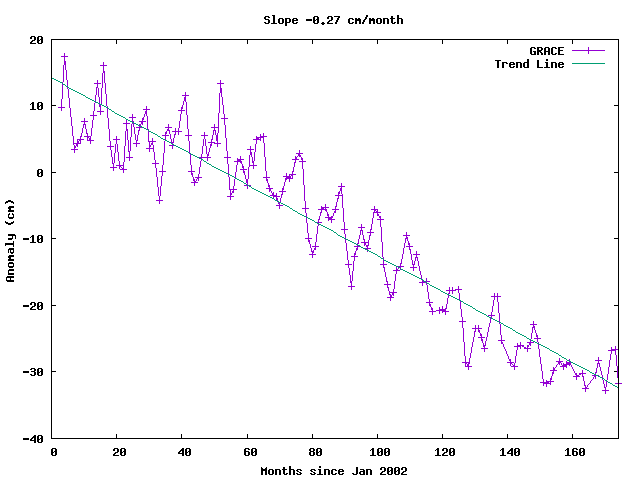 Slope -0.27 cm/month
GRACE
Trend Line
20
10
0
-10
-20
-30
-40
Anomaly (cm)
0 20 40 60 80 100 120 140 160
Months since Jan 2002